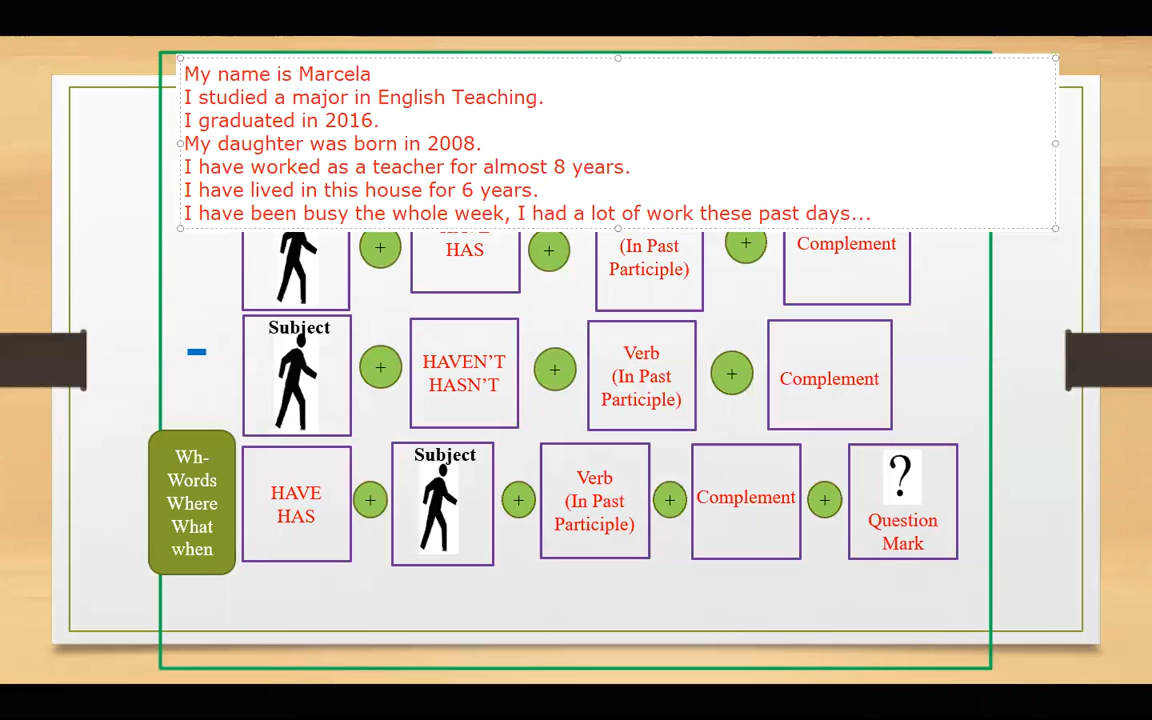 My name is Marcela
I studied a major in English Teaching.
I graduated in 2016.
My daughter was born in 2008.
I have worked as a teacher for almost 8 years.
I have lived in this house for 6 years.
I have been busy the whole week, I had a lot of work these past days...
+
HAS
+
(In Past
Participle)
+
Complement
-
Subject
+
HAVEN'T
HASN'T
+
Verb
(In Past
Participle)
+
Complement
Wh-
Words
Where
What
when
HAVE
HAS
+
Subject
+
Verb
(In Past
Participle)
+
Complement
+
?
Question
Mark